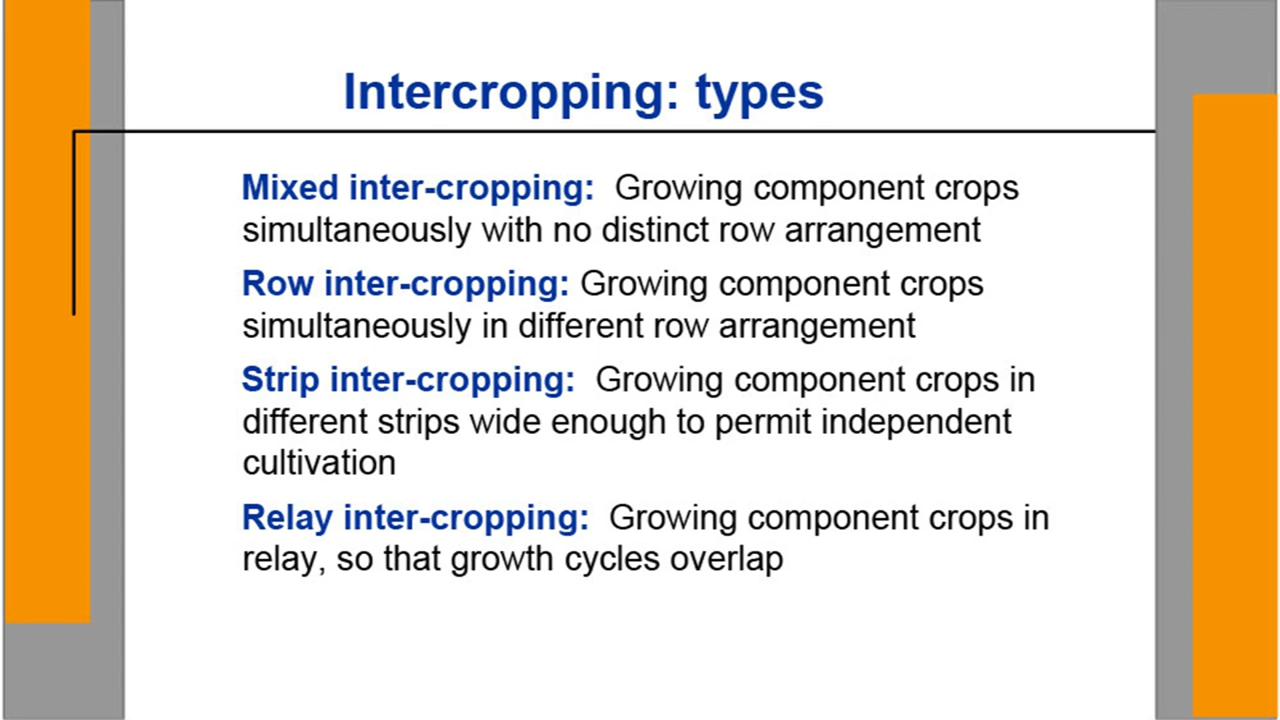 Intercropping: types
Mixed inter-cropping: Growing component crops
simultaneously with no distinct row arrangement
Row inter-cropping: Growing component crops
simultaneously in different row arrangement
Strip inter-cropping: Growing component crops in
different strips wide enough to permit independent
cultivation
Relay inter-cropping: Growing component crops in
relay, so that growth cycles overlap